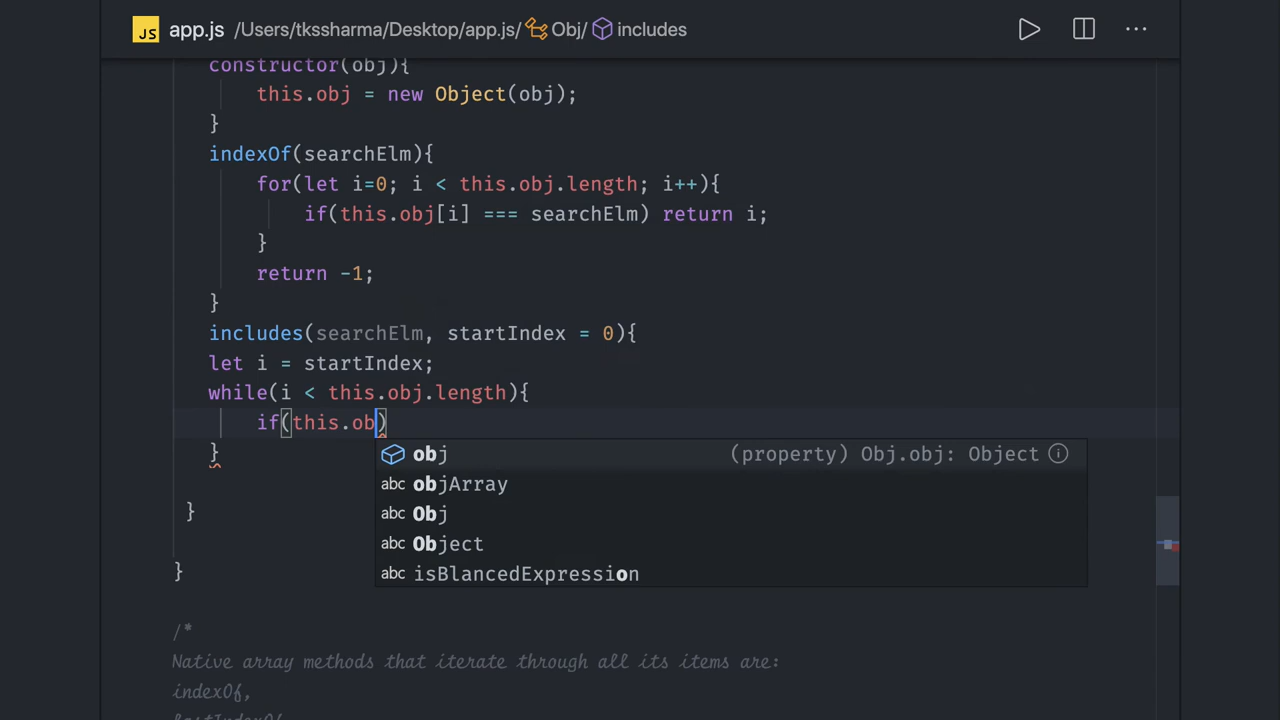 JS app.js /Users/tkssharma/Desktop/app.js/ Obj/ includes
constructor(obj){
this.obj = new Object(obj);
}
indexOf(searchElm){
for(let i=0; i < this.obj.length; i++){
if(this.obj[i] === searchElm) return i;
}
return -1;
}
includes(searchElm, startIndex = 0){
let i = startIndex;
while(i < this.obj.length){
if(this.ob)
obj (property) Obj.obj: Object
}
abc objArray
abc Obj
}
abc Object
abc isBlancedExpression
}
/*
Native array methods that iterate through all its items are:
indexOf,
lastIndexOf